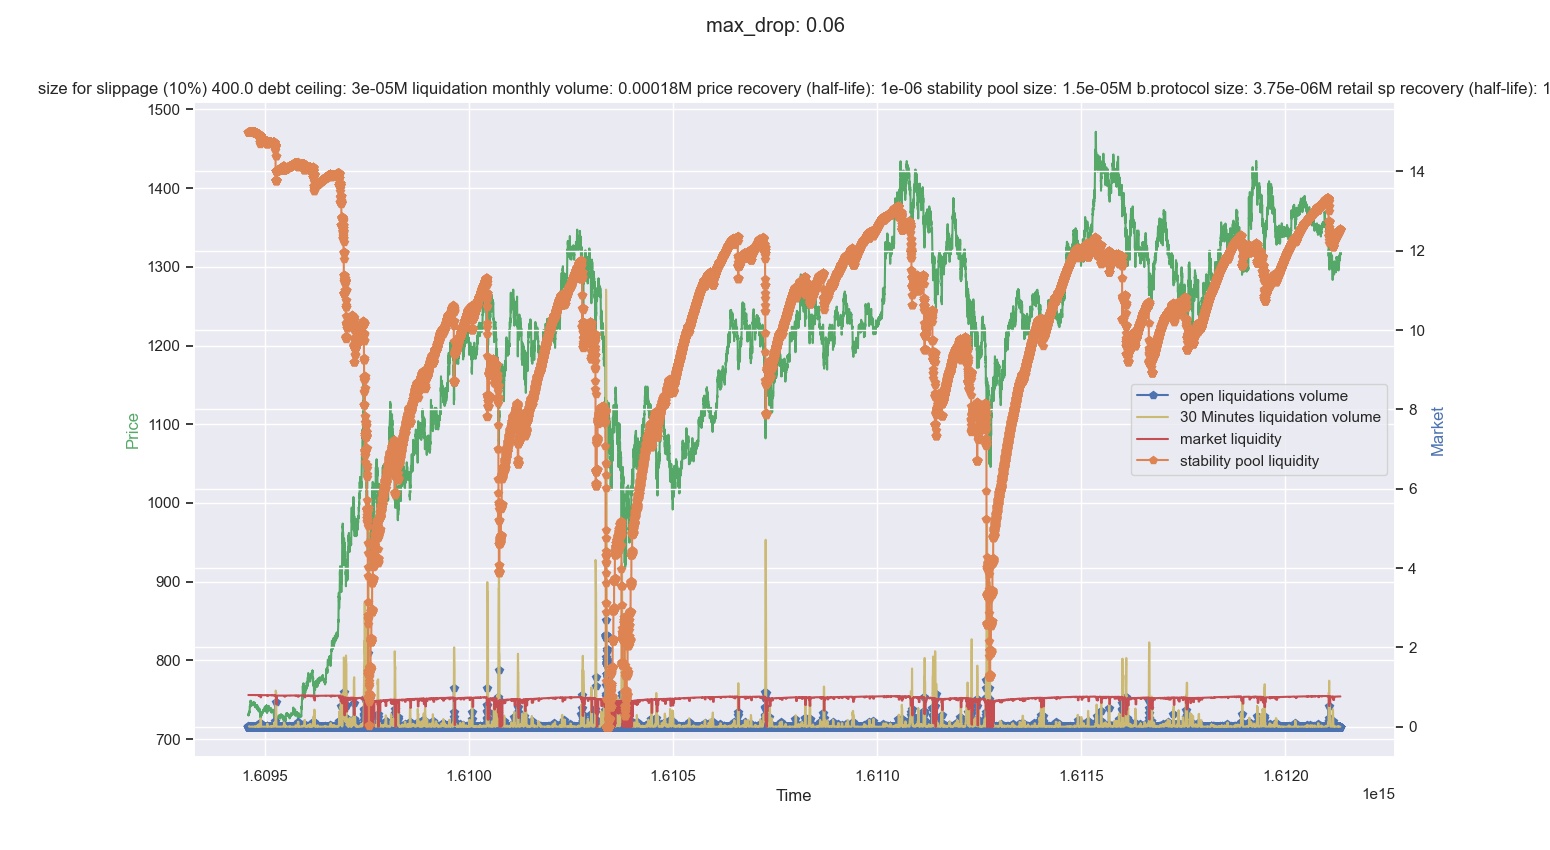 max_drop: 0.06
size for slippage (10%) 400.0 debt ceiling: 3e-05M liquidation monthly volume: 0.00018M price recovery (half-life): 1e-06 stability pool size: 1.5e-05M b.protocol size: 3.75e-06M retail sp recovery (half-life): 1
1500
1400
1300
1200
1100
1000
900
800
700
Price
14
12
10
8
6
4
2
0
Market
open liquidations volume
30 Minutes liquidation volume
market liquidity
stability pool liquidity
1.6095
1.6100
1.6105
1.6110
1.6115
1.6120
Time
1e15